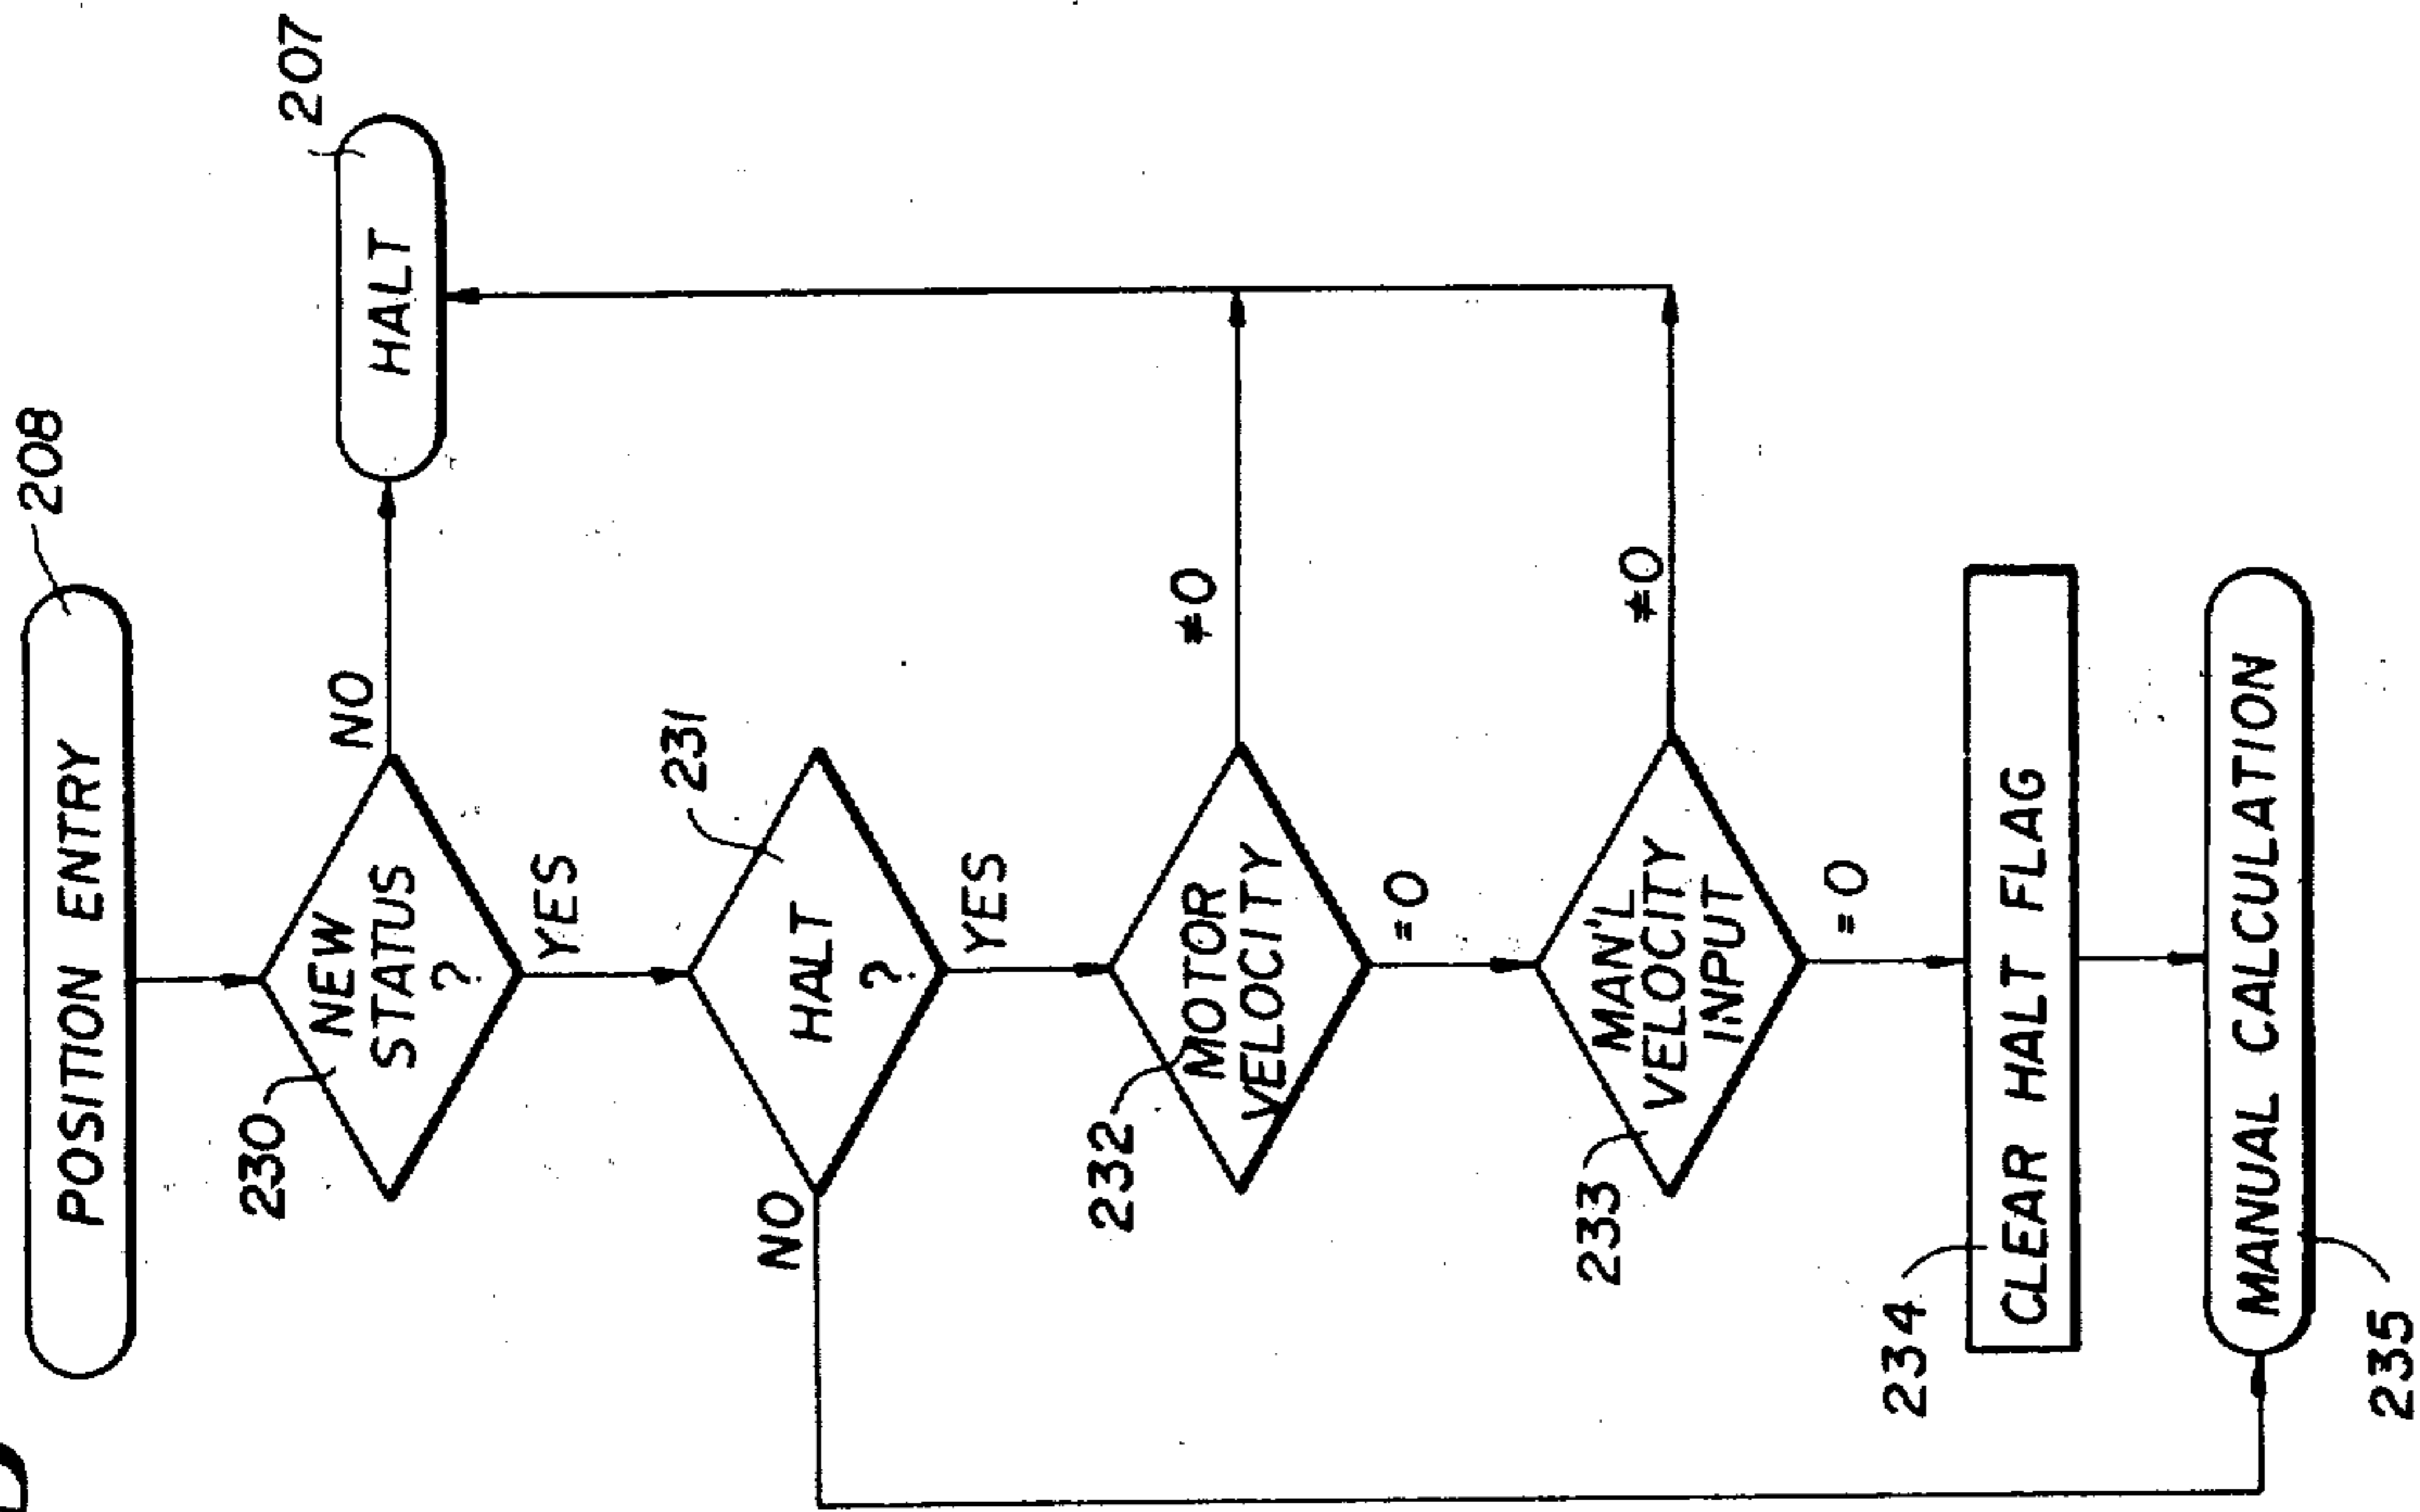 208
POSITION ENTRY
207
HALT
NO
230
NEW
STATUS
?
YES
231
HALT
?
NO
YES
232
MOTOR
VELOCITY
≠0
=0
233
MAN'L
VELOCITY
INPUT
≠0
=0
234
CLEAR HALT FLAG
MANUAL CALCULATION
235